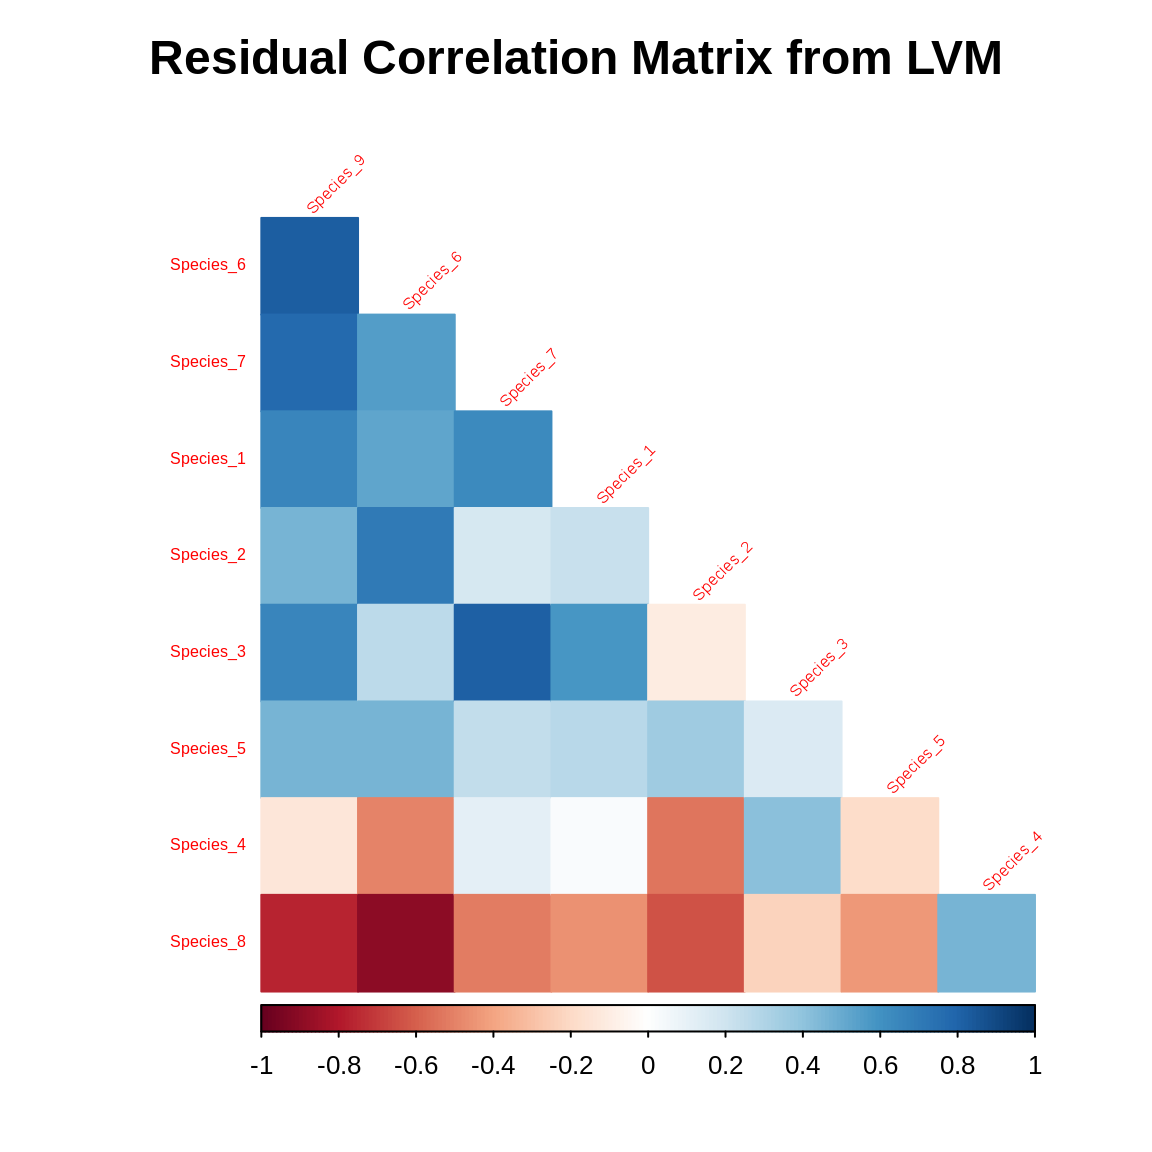 Residual Correlation Matrix from LVM
Species_9
Species_6
Species_6
Species_7
Species_7
Species_1
Species_1
Species_2
Species_2
Species_3
Species_3
Species_5
Species_5
Species_4
Species_4
Species_8
-1 -0.8 -0.6 -0.4 -0.2 0 0.2 0.4 0.6 0.8 1